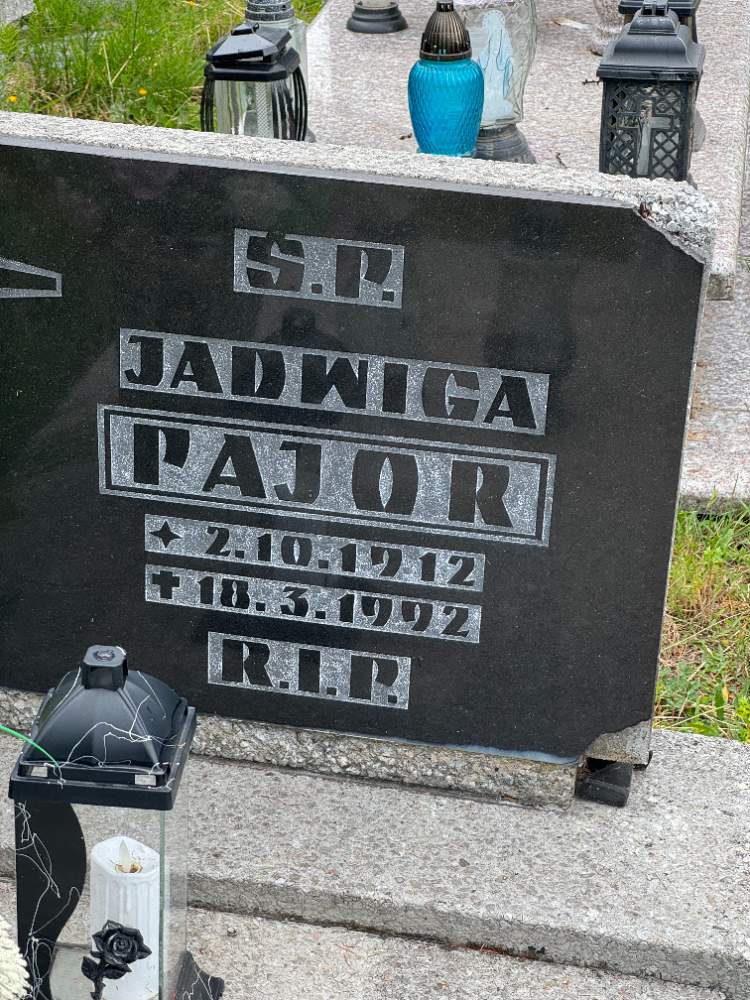 S.P.
JADWIGA
PAJOR
✦ 2.10.1912
✝ 18.3.1992
R.I.P.